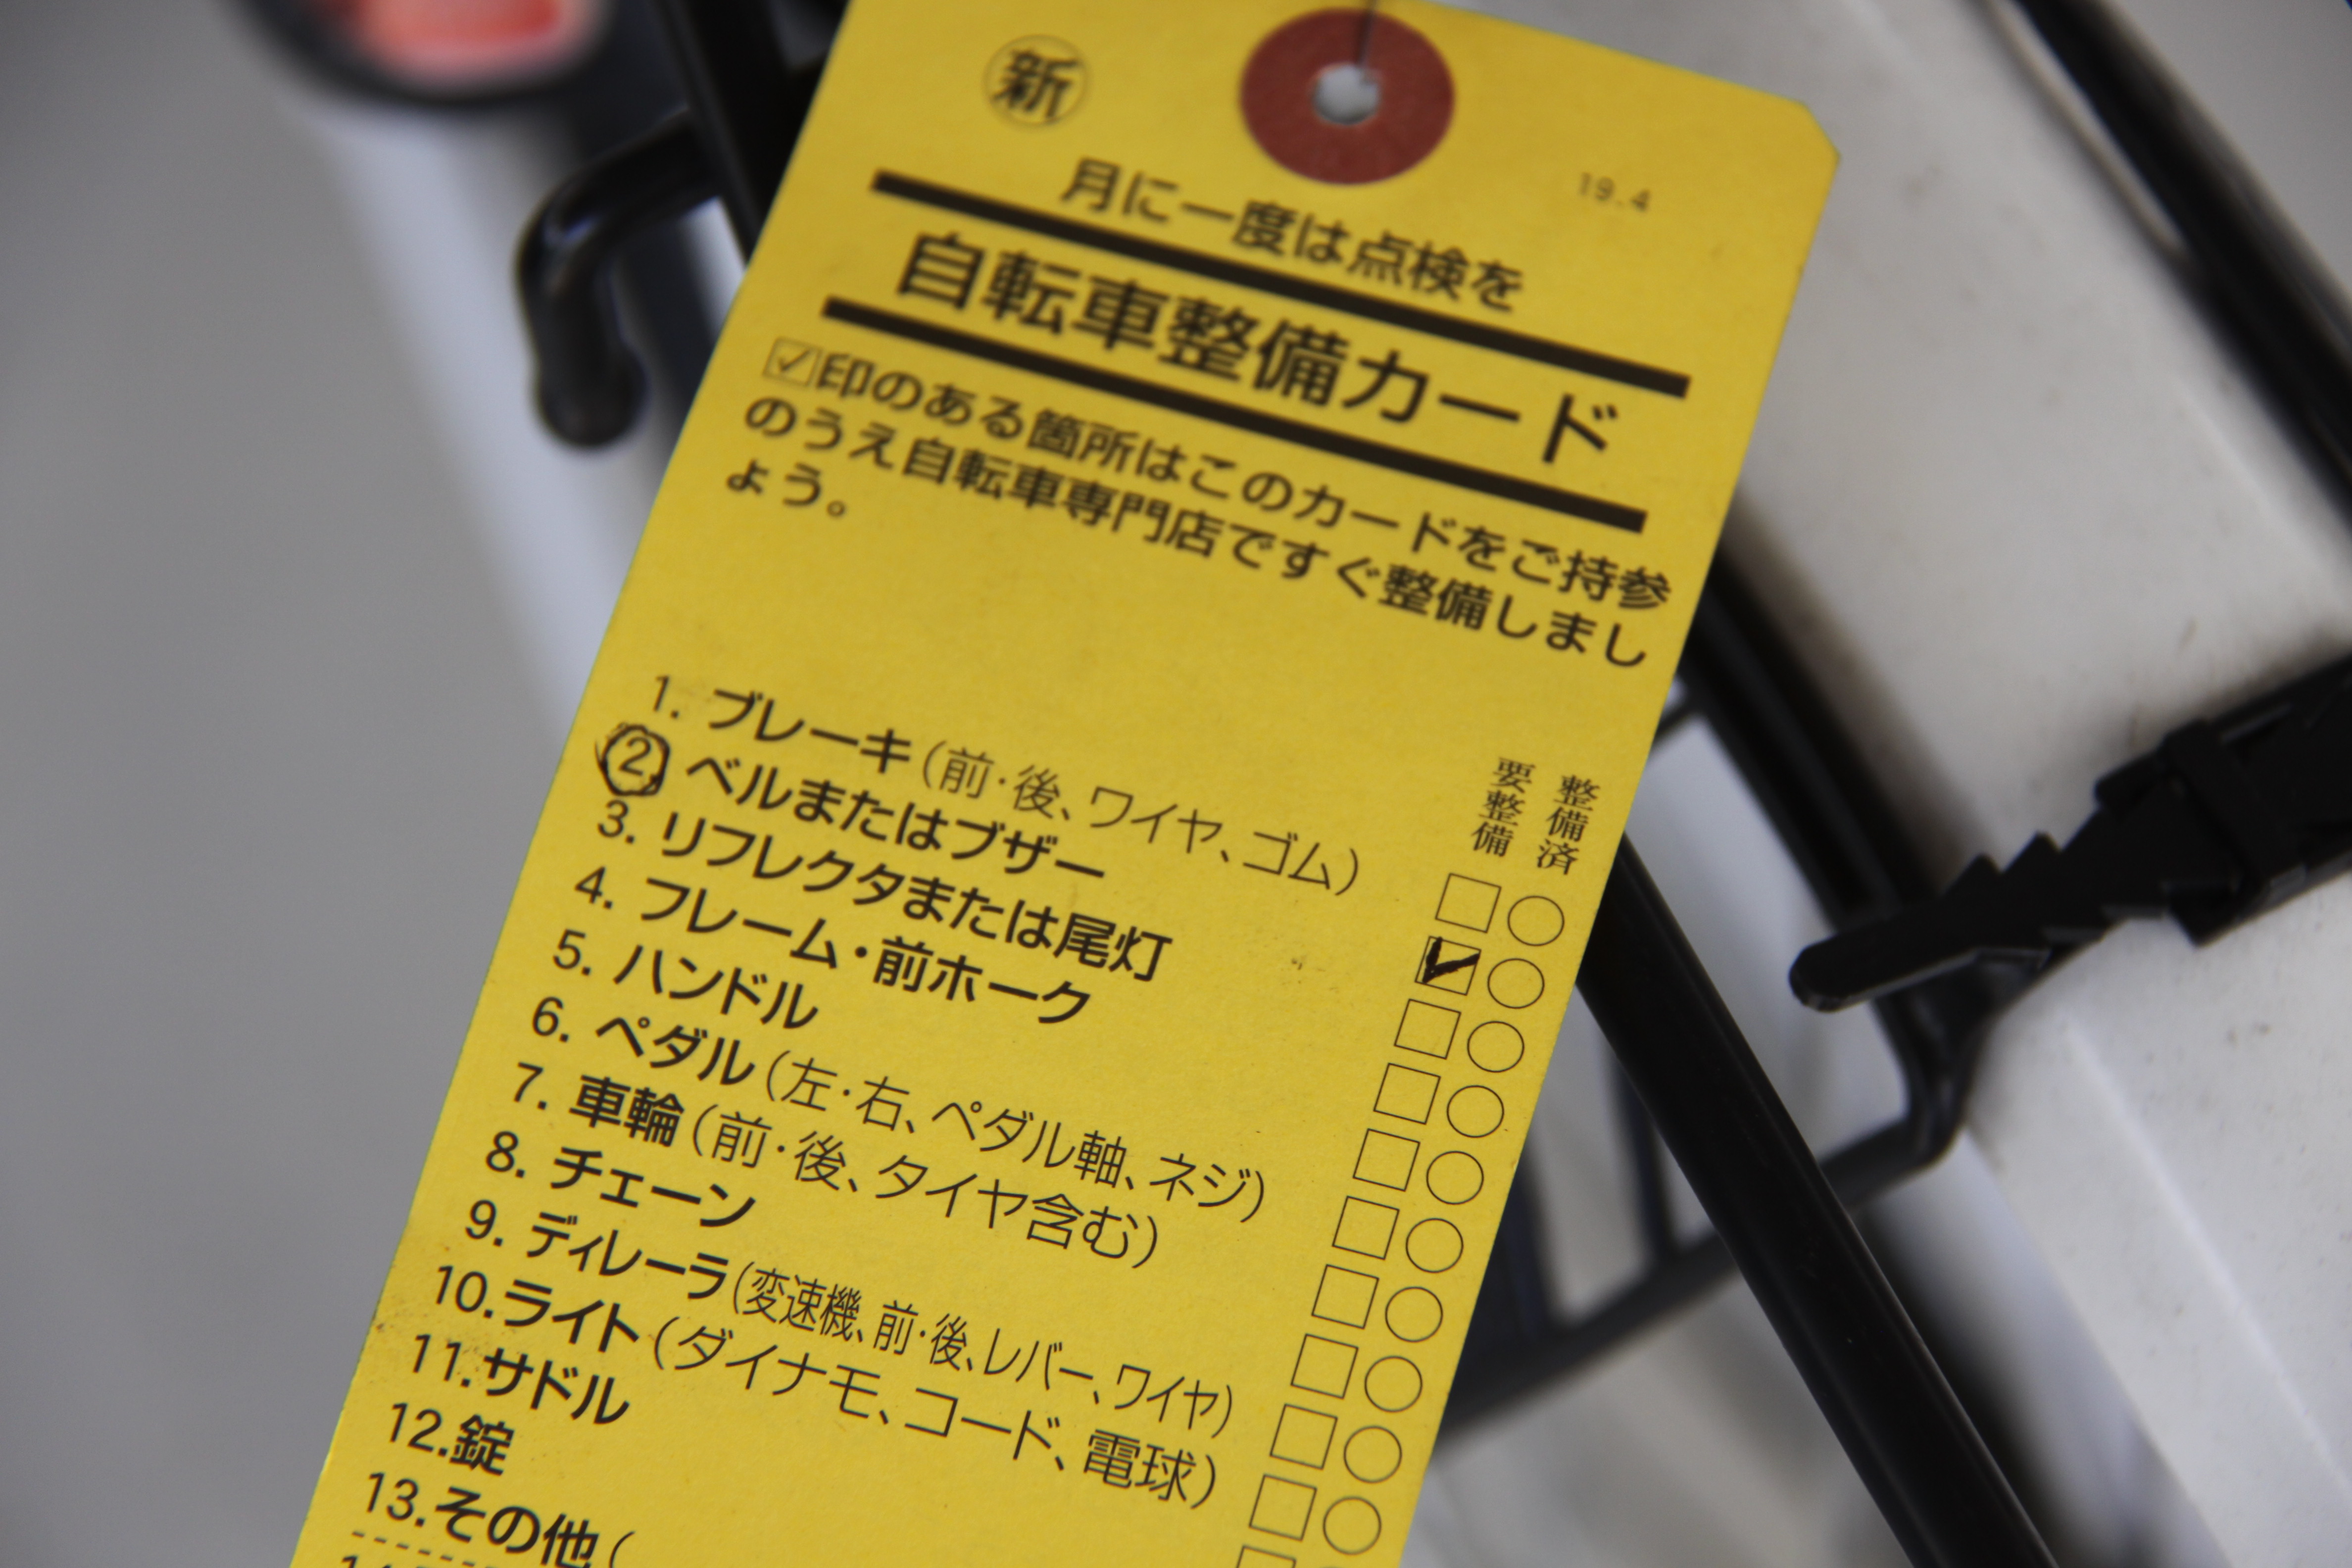 新
19.4
月に一度は点検を
自転車整備カード
☑印のある箇所はこのカードをご持参
のうえ自転車専門店ですぐ整備しまし
ょう。
要整備
整備済
1. ブレーキ(前・後、ワイヤ、ゴム)
2. ベルまたはブザー
3. リフレクタまたは尾灯
4. フレーム・前ホーク
5. ハンドル
6. ペダル(左・右、ペダル軸、ネジ)
7. 車輪(前・後、タイヤ含む)
8. チェーン
9. ディレーラ(変速機、前・後、レバー、ワイヤ)
10. ライト(ダイナモ、コード、電球)
11. サドル
12. 錠
13. その他(